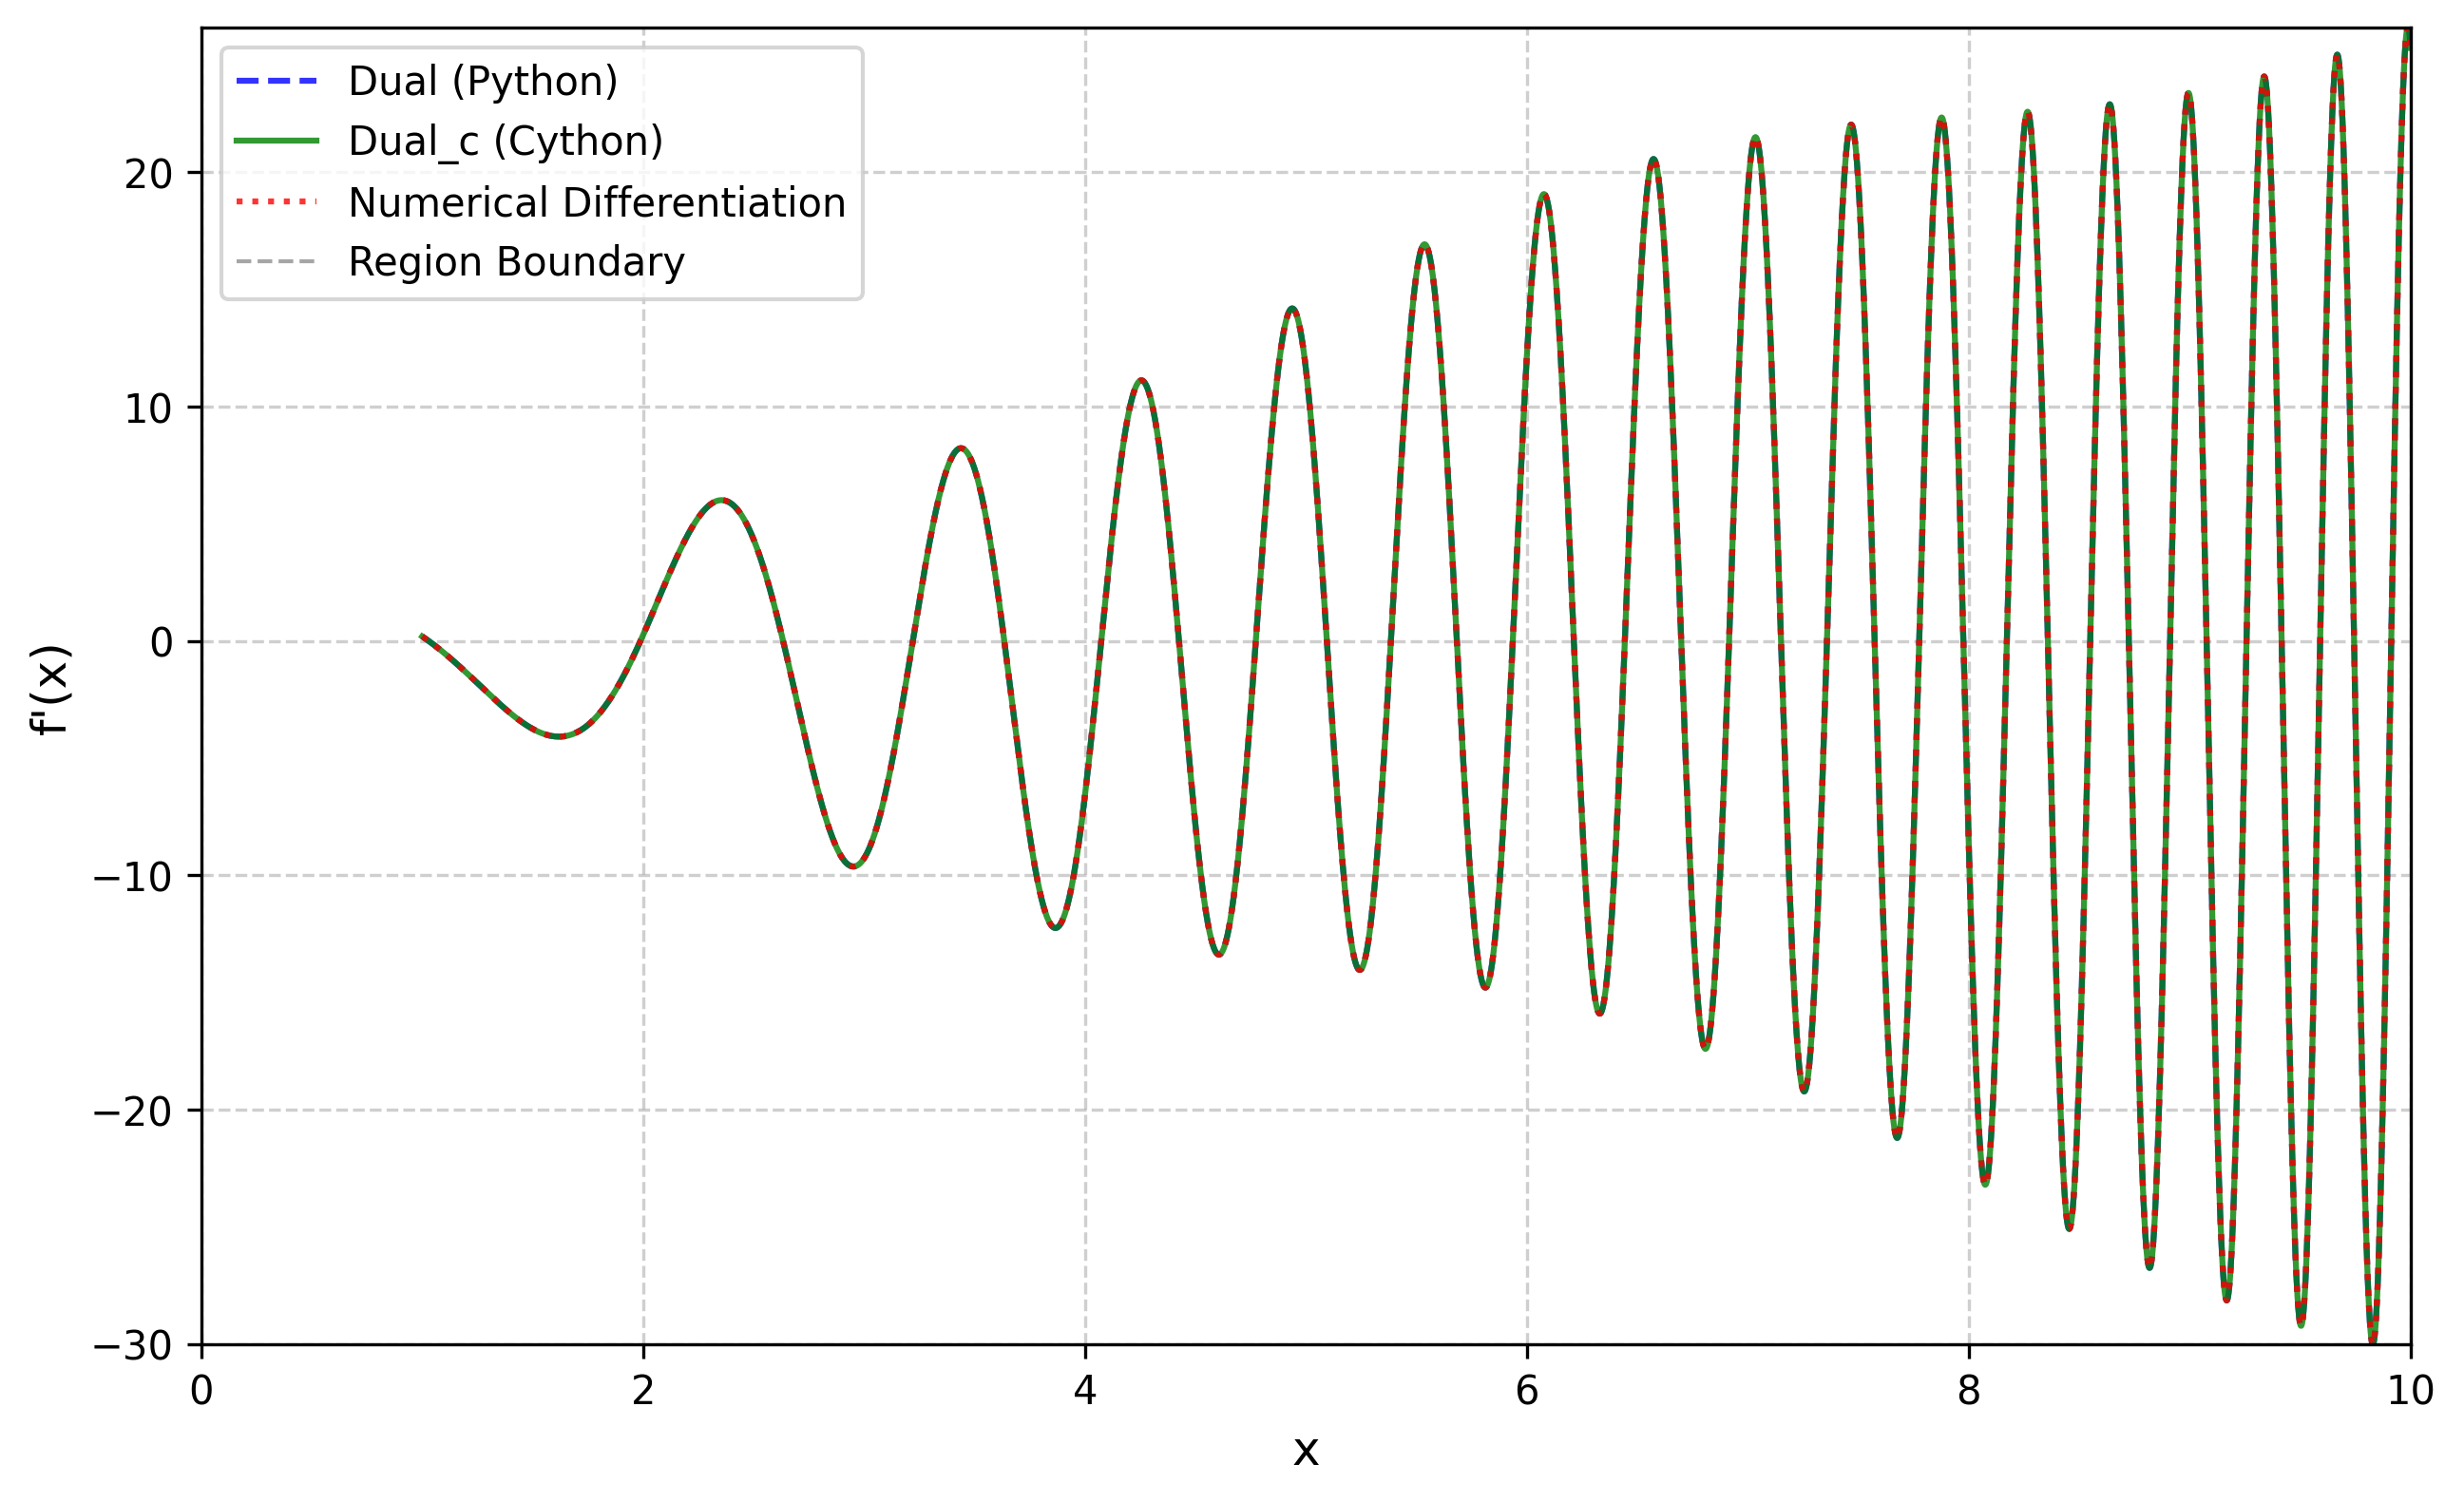 Dual (Python)
Dual_c (Cython)
Numerical Differentiation
Region Boundary
20
10
0
−10
−20
−30
f'(x)
0 2 4 6 8 10
x